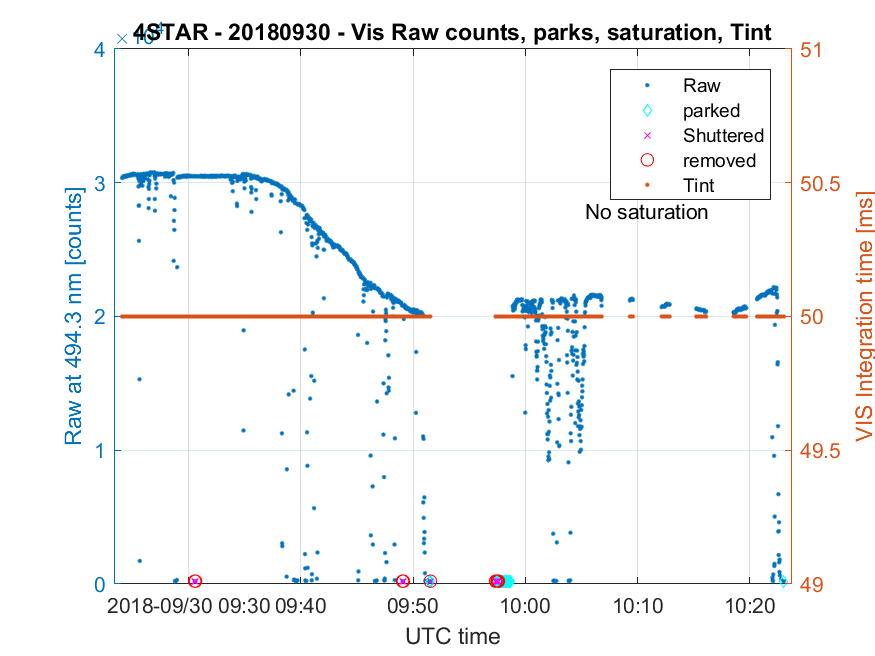 4STAR - 20180930 - Vis Raw counts, parks, saturation, Tint
4
3
2
1
0
Raw at 494.3 nm [counts]
51
50.5
50
49.5
49
VIS Integration time [ms]
Raw
parked
Shuttered
removed
Tint
No saturation
2018-09/30 09:30 09:40 09:50 10:00 10:10 10:20
UTC time